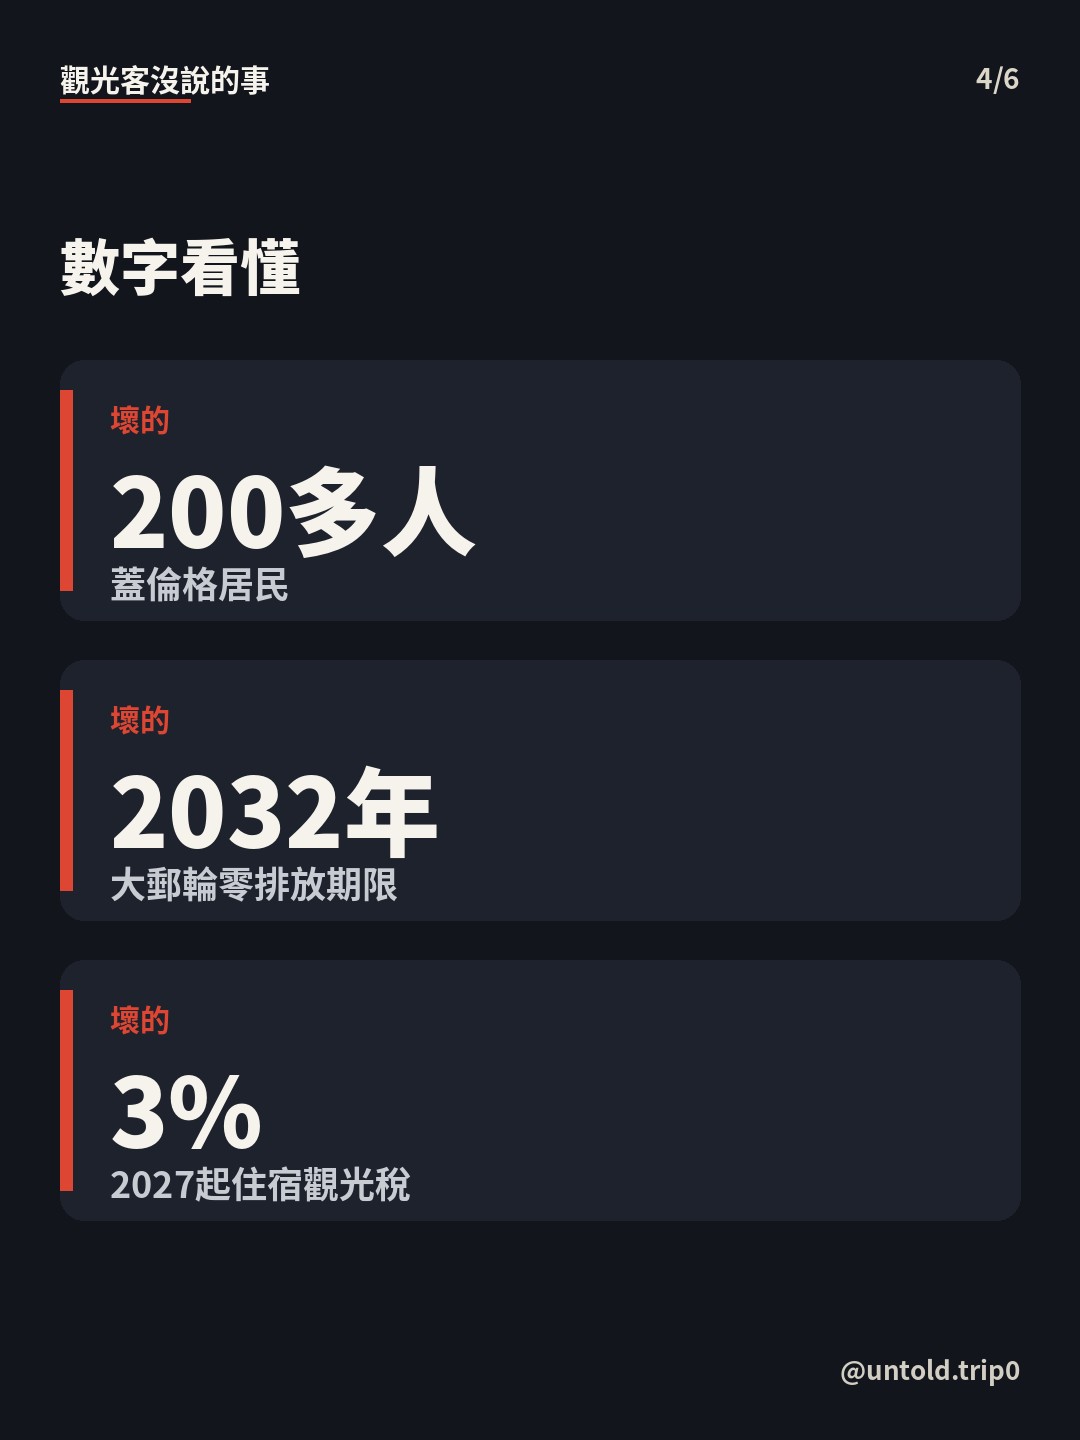 觀光客沒說的事
4/6
數字看懂
壞的
200多人
蓋倫格居民
壞的
2032年
大郵輪零排放期限
壞的
3%
2027起住宿觀光稅
@untold.trip0